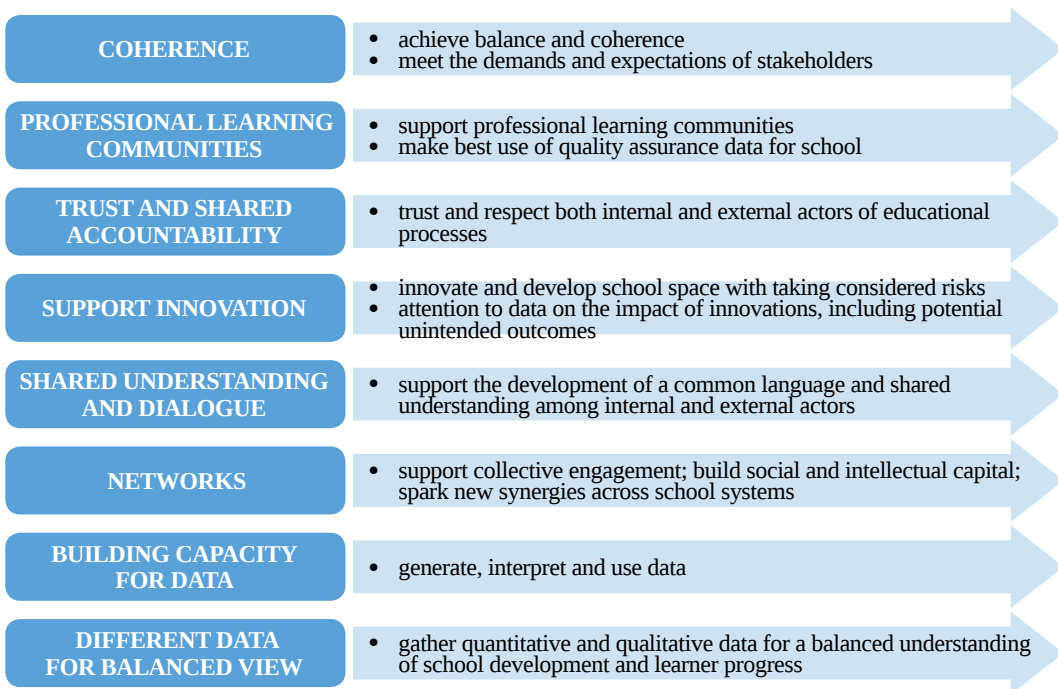 COHERENCE
• achieve balance and coherence
• meet the demands and expectations of stakeholders
PROFESSIONAL LEARNING
COMMUNITIES
• support professional learning communities
• make best use of quality assurance data for school
TRUST AND SHARED
ACCOUNTABILITY
• trust and respect both internal and external actors of educational
processes
SUPPORT INNOVATION
• innovate and develop school space with taking considered risks
• attention to data on the impact of innovations, including potential
unintended outcomes
SHARED UNDERSTANDING
AND DIALOGUE
• support the development of a common language and shared
understanding among internal and external actors
NETWORKS
• support collective engagement; build social and intellectual capital;
spark new synergies across school systems
BUILDING CAPACITY
FOR DATA
• generate, interpret and use data
DIFFERENT DATA
FOR BALANCED VIEW
• gather quantitative and qualitative data for a balanced understanding
of school development and learner progress